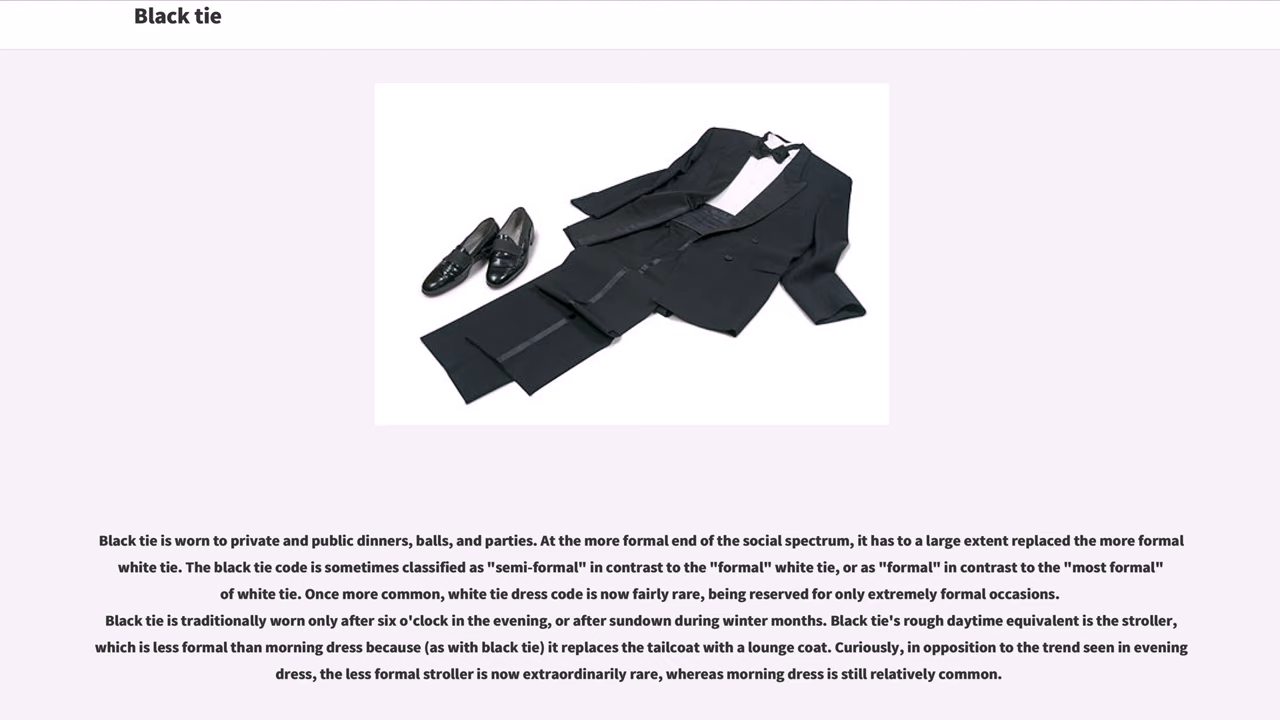 Black tie
Black tie is worn to private and public dinners, balls, and parties. At the more formal end of the social spectrum, it has to a large extent replaced the more formal
white tie. The black tie code is sometimes classified as "semi-formal" in contrast to the "formal" white tie, or as "formal" in contrast to the "most formal"
of white tie. Once more common, white tie dress code is now fairly rare, being reserved for only extremely formal occasions.
Black tie is traditionally worn only after six o'clock in the evening, or after sundown during winter months. Black tie's rough daytime equivalent is the stroller,
which is less formal than morning dress because (as with black tie) it replaces the tailcoat with a lounge coat. Curiously, in opposition to the trend seen in evening
dress, the less formal stroller is now extraordinarily rare, whereas morning dress is still relatively common.